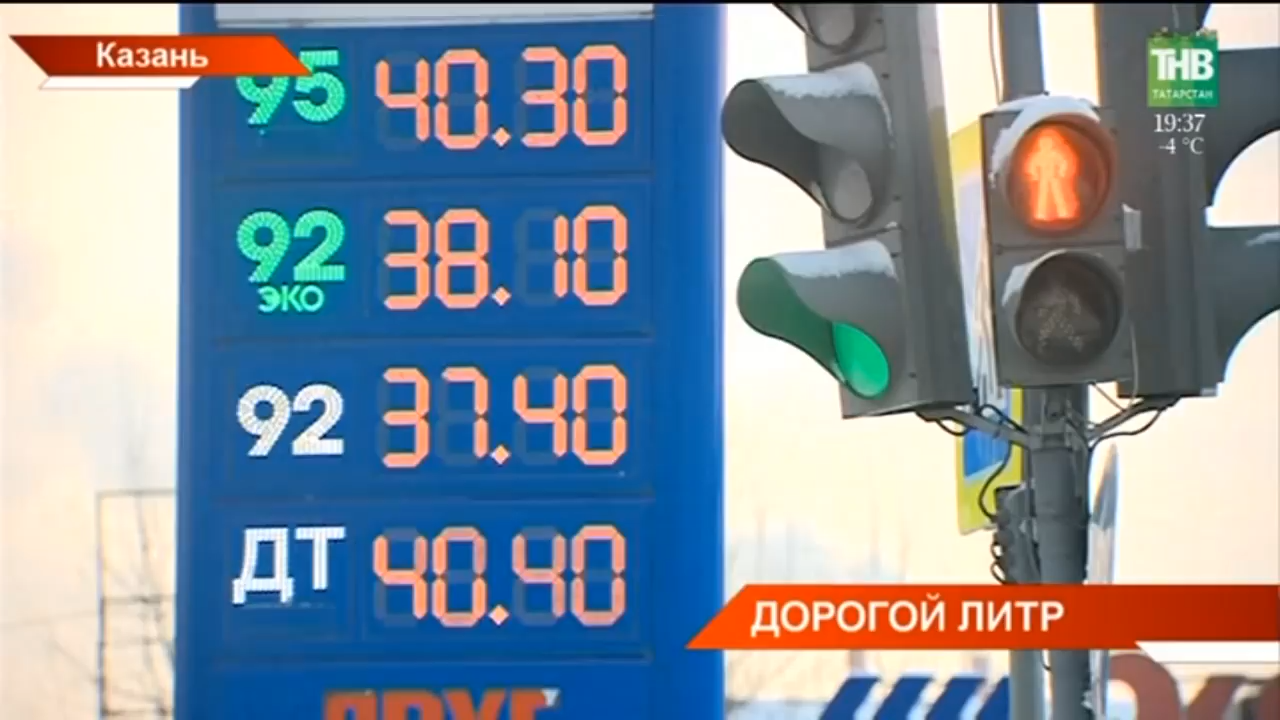 Казань
95 40.30
92 38.10
ЭКО
92 37.40
ДТ 40.40
ТНВ
ТАТАРСТАН
19:37
-4 °C
ДОРОГОЙ ЛИТР